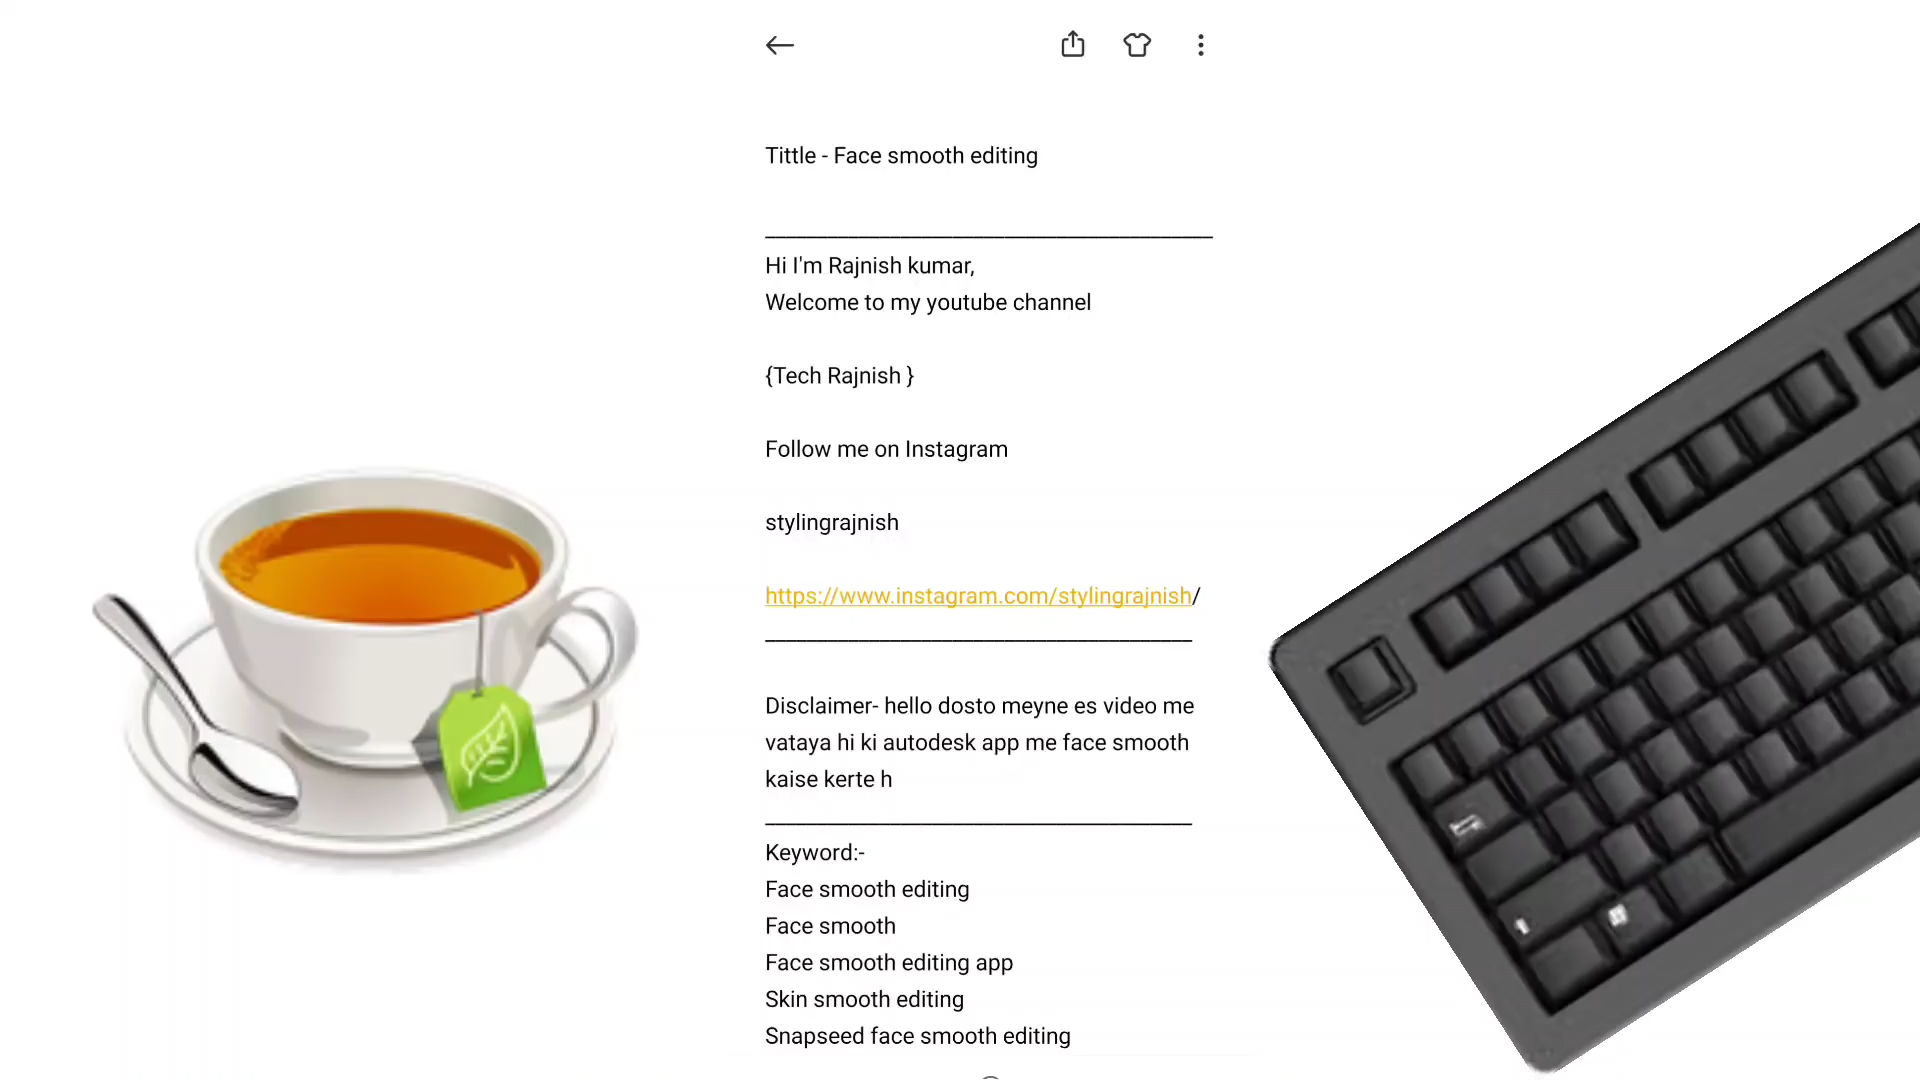 Tittle - Face smooth editing
Hi I'm Rajnish kumar,
Welcome to my youtube channel
{Tech Rajnish }
Follow me on Instagram
stylingrajnish
https://www.instagram.com/stylingrajnish/
Disclaimer- hello dosto meyne es video me
vataya hi ki autodesk app me face smooth
kaise kerte h
Keyword:-
Face smooth editing
Face smooth
Face smooth editing app
Skin smooth editing
Snapseed face smooth editing